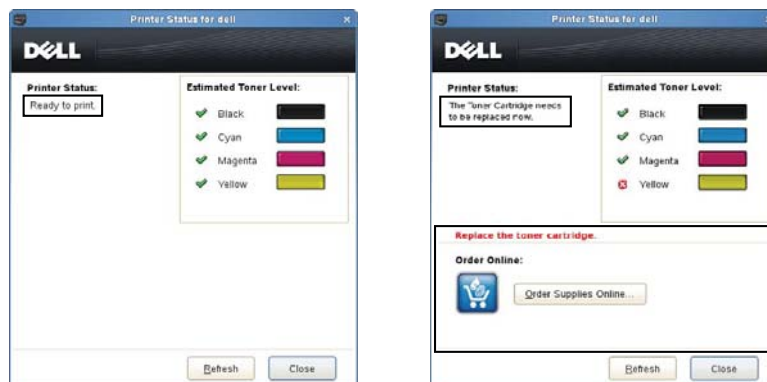 Printer Status for dell
DELL
Printer Status:
Ready to print.
Estimated Toner Level:
Black
Cyan
Magenta
Yellow
Refresh
Close
Printer Status for dell
DELL
Printer Status:
The Toner Cartridge needs
to be replaced now.
Estimated Toner Level:
Black
Cyan
Magenta
Yellow
Replace the toner cartridge.
Order Online:
Order Supplies Online...
Refresh
Close